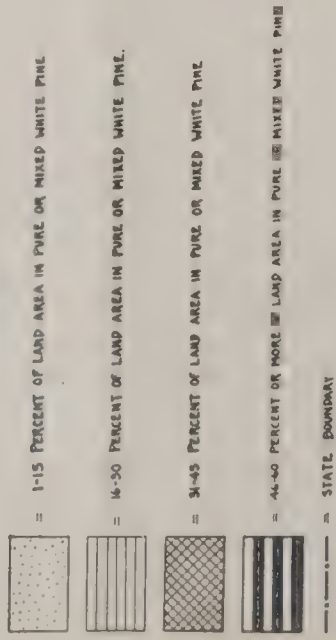 = 1-15 PERCENT OF LAND AREA IN PURE OR MIXED WHITE PINE
= 16-30 PERCENT OF LAND AREA IN PURE OR MIXED WHITE PINE.
= 31-45 PERCENT OF LAND AREA IN PURE OR MIXED WHITE PINE
= 46-60 PERCENT OR MORE LAND AREA IN PURE MIXED WHITE PINE
= STATE BOUNDARY